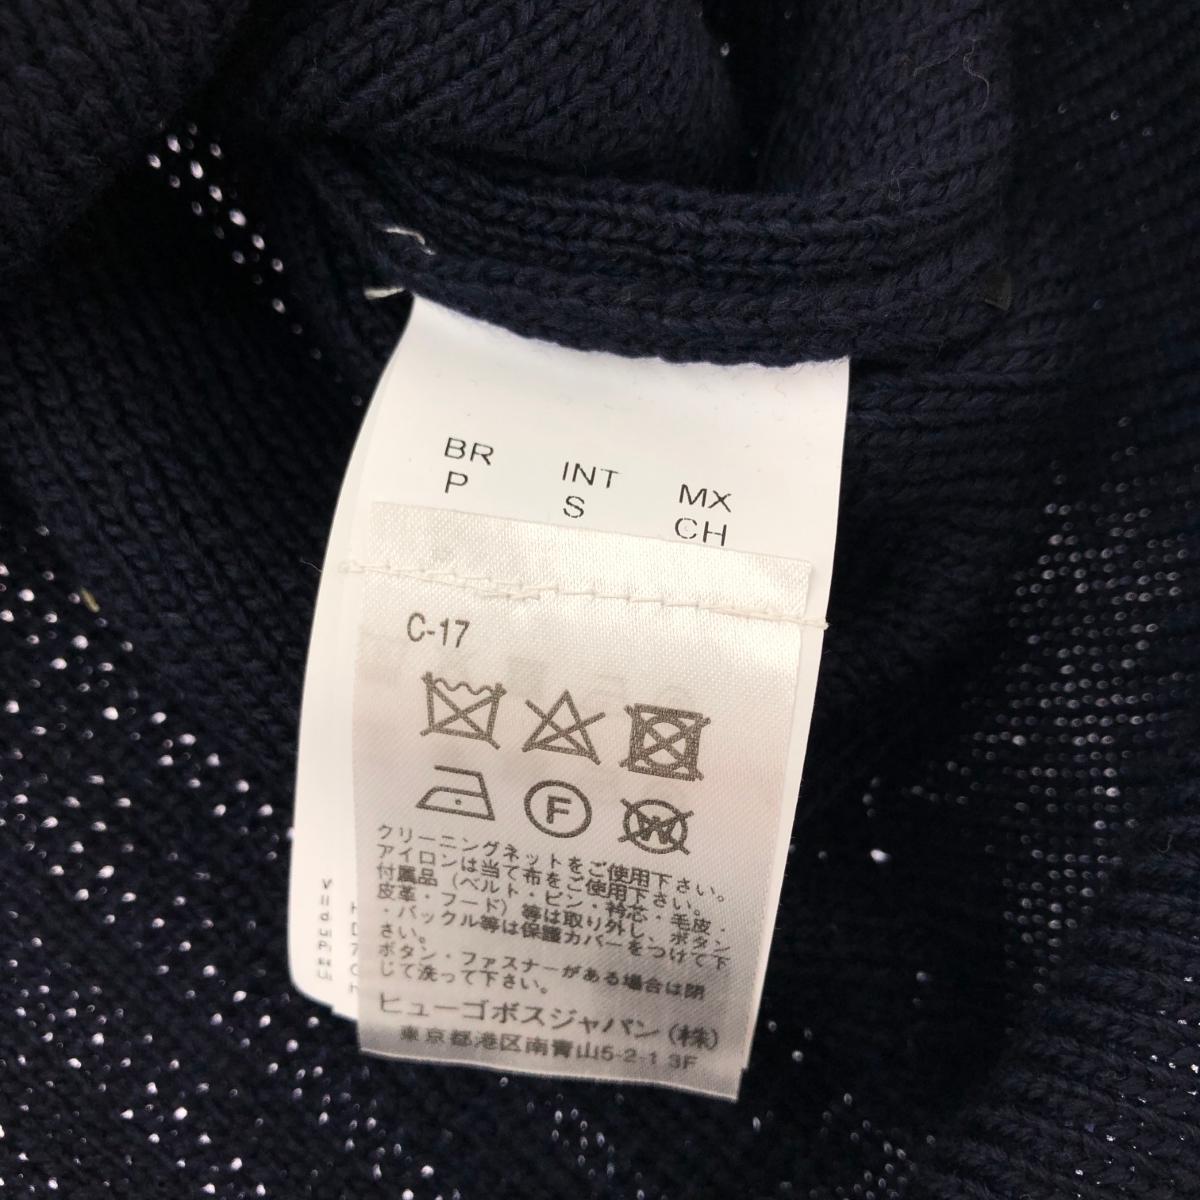 BR INT MX
P S CH
C-17
F
W
クリーニングネットをご使用下さい。
アイロンは当て布をご使用下さい。
付属品(ベルト・ピン・衿芯・毛皮・
皮革・フード)等は取り外し、ボタン
・バックル等は保護カバーをつけて下
さい。
ボタン・ファスナーがある場合は閉
じて洗って下さい。
ヒューゴボスジャパン(株)
東京都港区南青山5-2-1 3F